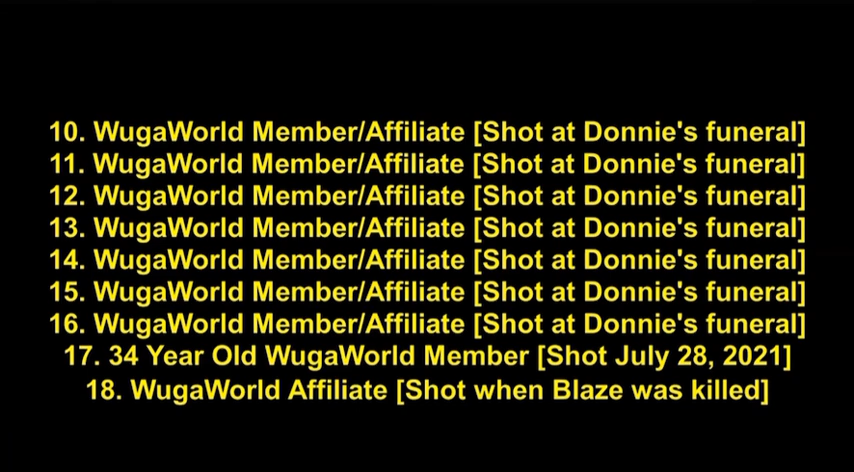 10. WugaWorld Member/Affiliate [Shot at Donnie's funeral]
11. WugaWorld Member/Affiliate [Shot at Donnie's funeral]
12. WugaWorld Member/Affiliate [Shot at Donnie's funeral]
13. WugaWorld Member/Affiliate [Shot at Donnie's funeral]
14. WugaWorld Member/Affiliate [Shot at Donnie's funeral]
15. WugaWorld Member/Affiliate [Shot at Donnie's funeral]
16. WugaWorld Member/Affiliate [Shot at Donnie's funeral]
17. 34 Year Old WugaWorld Member [Shot July 28, 2021]
18. WugaWorld Affiliate [Shot when Blaze was killed]